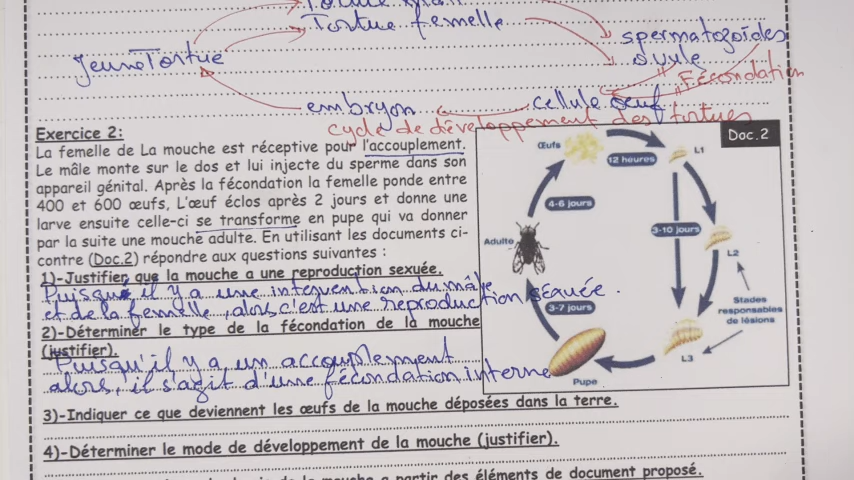 Tortue femelle
spermatozoïdes
Jeune Tortue
ovule
Fécondation
embryon
cellule œuf
cycle de développement des tortues
Exercice 2:
La femelle de La mouche est réceptive pour l'accouplement.
Le mâle monte sur le dos et lui injecte du sperme dans son
appareil génital. Après la fécondation la femelle ponde entre
400 et 600 œufs, L'œuf éclos après 2 jours et donne une
larve ensuite celle-ci se transforme en pupe qui va donner
par la suite une mouche adulte. En utilisant les documents ci-
contre (Doc.2) répondre aux questions suivantes :
1)-Justifier que la mouche a une reproduction sexuée.
Puisqu'il y a une intervention du mâle
et de la femelle, alors c'est une reproduction sexuée.
2)-Déterminer le type de la fécondation de la mouche
(justifier).
Puisqu'il y a un accouplement
alors, il s'agit d'une fécondation interne
3)-Indiquer ce que deviennent les œufs de la mouche déposées dans la terre.
4)-Déterminer le mode de développement de la mouche (justifier).
de la mouche a partir des éléments de document proposé.
Doc.2
Œufs
12 heures
L1
4-6 jours
3-10 jours
Adulte
L2
3-7 jours
Stades
responsables
de lésions
L3
Pupe